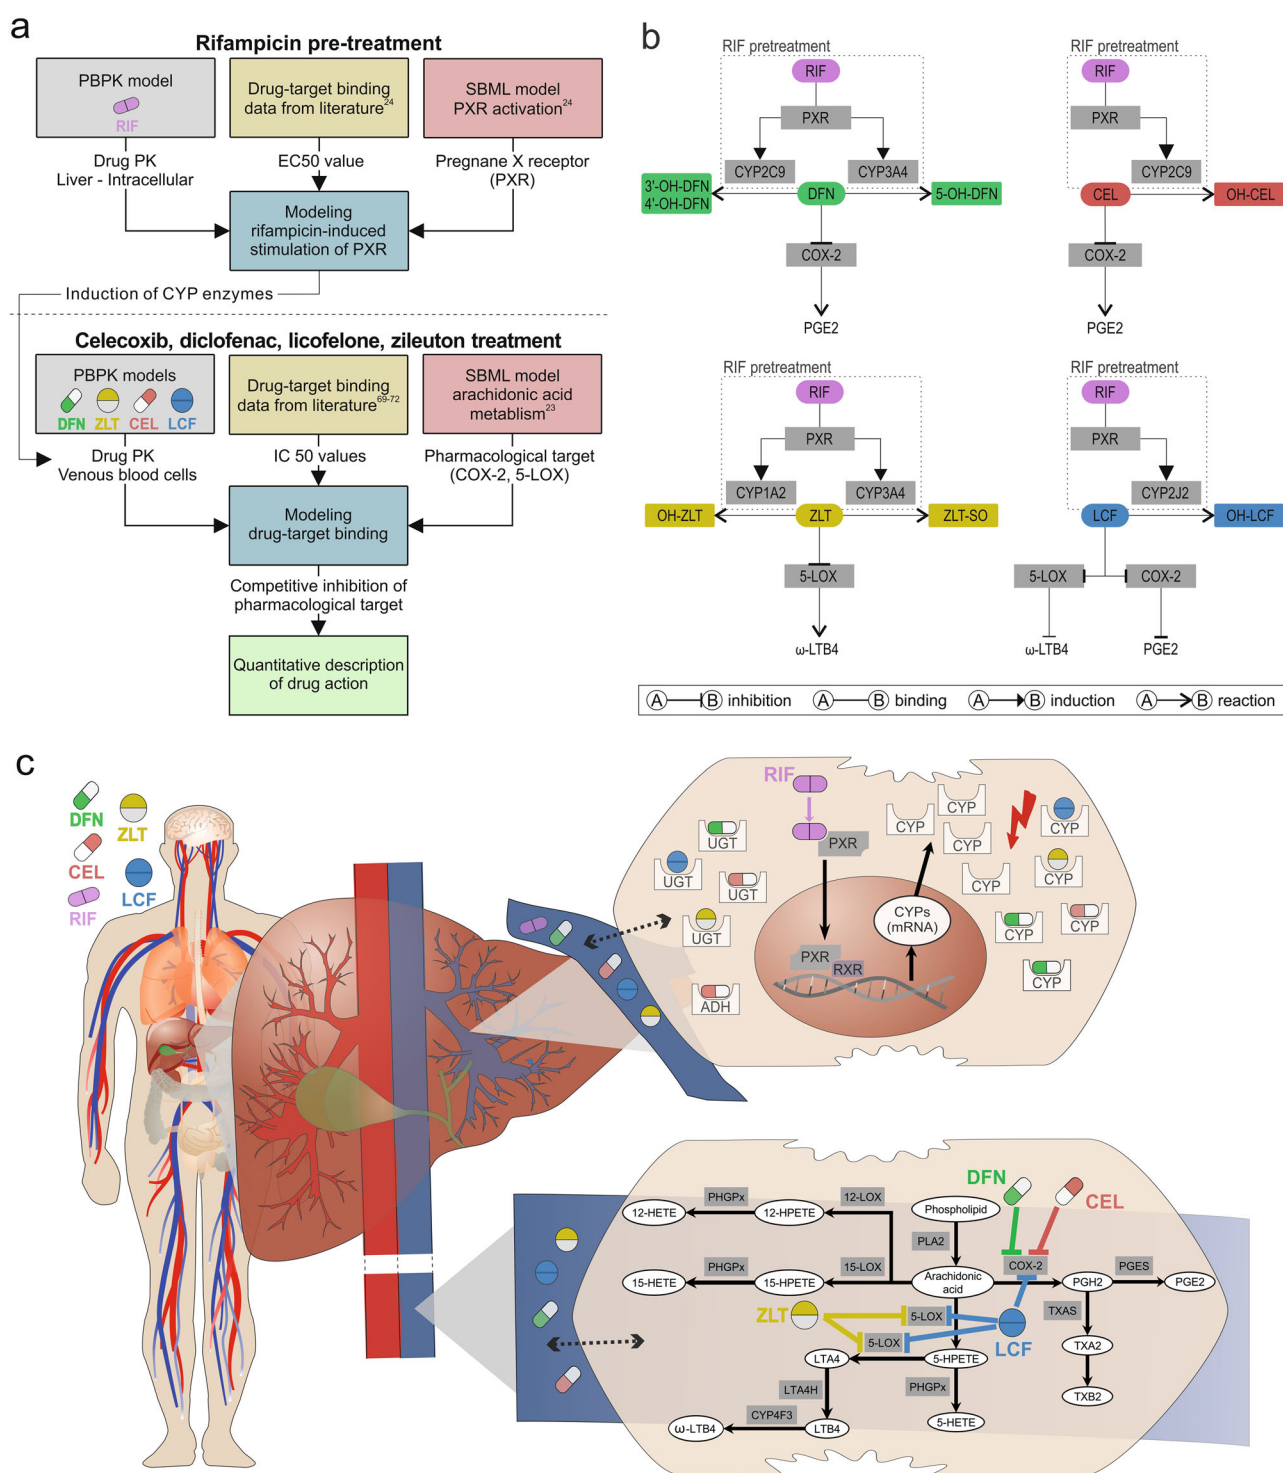 a
Rifampicin pre-treatment
PBPK model
RIF
Drug-target binding
data from literature24
SBML model
PXR activation24
Drug PK
Liver - Intracellular
EC50 value
Pregnane X receptor
(PXR)
Modeling
rifampicin-induced
stimulation of PXR
Induction of CYP enzymes
Celecoxib, diclofenac, licofelone, zileuton treatment
PBPK models
DFN ZLT CEL LCF
Drug-target binding
data from literature69-72
SBML model
arachidonic acid
metablism23
Drug PK
Venous blood cells
IC 50 values
Pharmacological target
(COX-2, 5-LOX)
Modeling
drug-target binding
Competitive inhibition of
pharmacological target
Quantitative description
of drug action
b
RIF pretreatment
RIF
PXR
CYP2C9
CYP3A4
3'-OH-DFN
4'-OH-DFN
DFN
5-OH-DFN
COX-2
PGE2
RIF pretreatment
RIF
PXR
CYP2C9
CEL
OH-CEL
COX-2
PGE2
RIF pretreatment
RIF
PXR
CYP1A2
CYP3A4
OH-ZLT
ZLT
ZLT-SO
5-LOX
ω-LTB4
RIF pretreatment
RIF
PXR
CYP2J2
LCF
OH-LCF
5-LOX
COX-2
ω-LTB4
PGE2
A B inhibition A B binding A B induction A B reaction
c
DFN
ZLT
CEL
LCF
RIF
RIF
PXR
UGT
UGT
UGT
UGT
ADH
PXR
RXR
CYPs
(mRNA)
CYP
CYP
CYP
CYP
CYP
CYP
CYP
CYP
CYP
DFN
CEL
12-HETE
PHGPx
12-HPETE
12-LOX
Phospholipid
PLA2
15-HETE
PHGPx
15-HPETE
15-LOX
Arachidonic
acid
COX-2
PGH2
PGES
PGE2
ZLT
5-LOX
5-LOX
LCF
TXAS
TXA2
TXB2
LTA4
5-HPETE
LTA4H
PHGPx
CYP4F3
ω-LTB4
LTB4
5-HETE